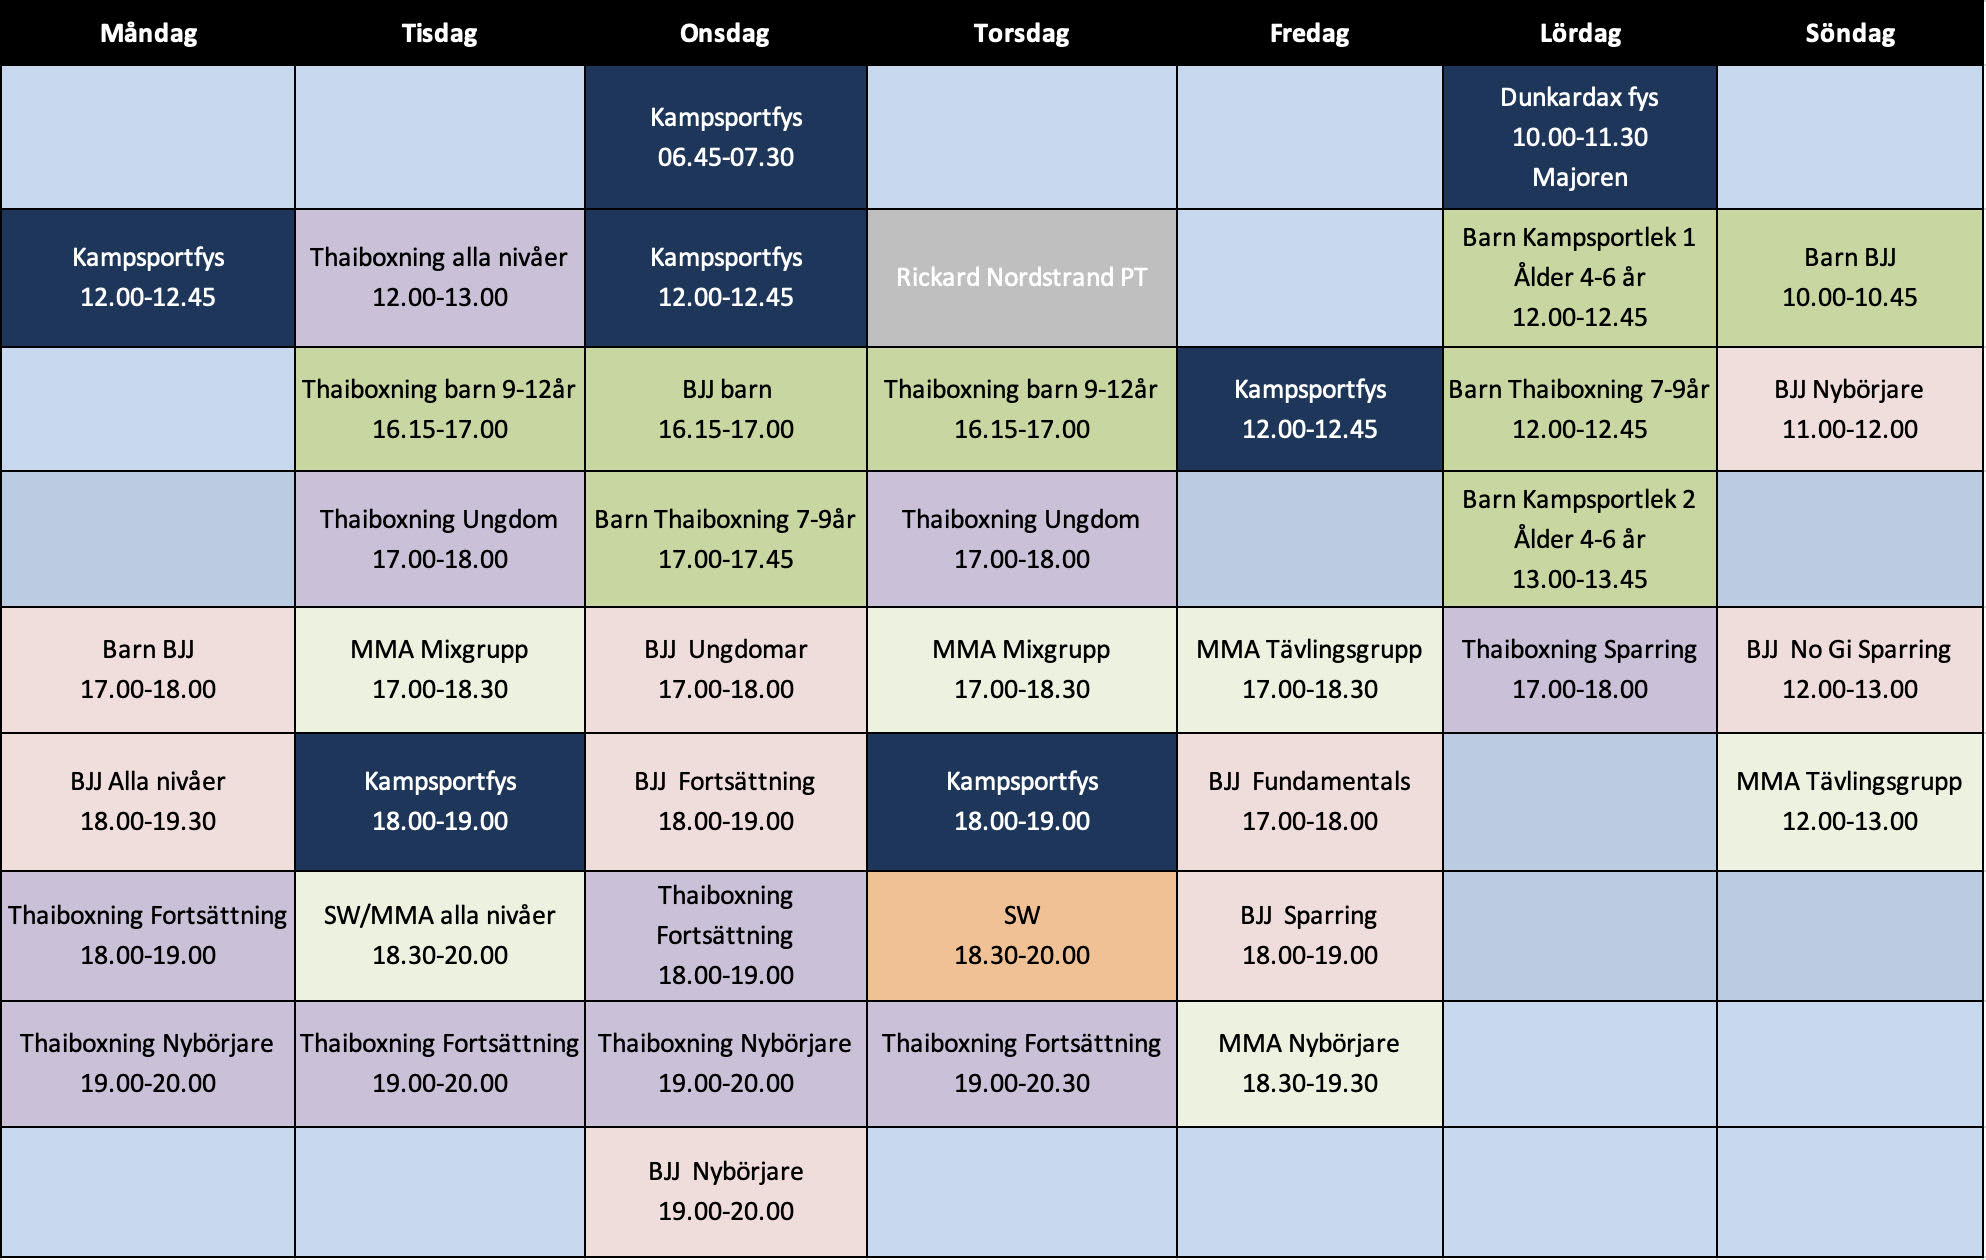 Måndag Tisdag Onsdag Torsdag Fredag Lördag Söndag
Kampsportfys
06.45-07.30
Dunkardax fys
10.00-11.30
Majoren
Kampsportfys
12.00-12.45
Thaiboxning alla nivåer
12.00-13.00
Kampsportfys
12.00-12.45
Rickard Nordstrand PT
Barn Kampsportlek 1
Ålder 4-6 år
12.00-12.45
Barn BJJ
10.00-10.45
Thaiboxning barn 9-12år
16.15-17.00
BJJ barn
16.15-17.00
Thaiboxning barn 9-12år
16.15-17.00
Kampsportfys
12.00-12.45
Barn Thaiboxning 7-9år
12.00-12.45
BJJ Nybörjare
11.00-12.00
Thaiboxning Ungdom
17.00-18.00
Barn Thaiboxning 7-9år
17.00-17.45
Thaiboxning Ungdom
17.00-18.00
Barn Kampsportlek 2
Ålder 4-6 år
13.00-13.45
Barn BJJ
17.00-18.00
MMA Mixgrupp
17.00-18.30
BJJ  Ungdomar
17.00-18.00
MMA Mixgrupp
17.00-18.30
MMA Tävlingsgrupp
17.00-18.30
Thaiboxning Sparring
17.00-18.00
BJJ  No Gi Sparring
12.00-13.00
BJJ Alla nivåer
18.00-19.30
Kampsportfys
18.00-19.00
BJJ  Fortsättning
18.00-19.00
Kampsportfys
18.00-19.00
BJJ  Fundamentals
17.00-18.00
MMA Tävlingsgrupp
12.00-13.00
Thaiboxning Fortsättning
18.00-19.00
SW/MMA alla nivåer
18.30-20.00
Thaiboxning
Fortsättning
18.00-19.00
SW
18.30-20.00
BJJ  Sparring
18.00-19.00
Thaiboxning Nybörjare
19.00-20.00
Thaiboxning Fortsättning
19.00-20.00
Thaiboxning Nybörjare
19.00-20.00
Thaiboxning Fortsättning
19.00-20.30
MMA Nybörjare
18.30-19.30
BJJ  Nybörjare
19.00-20.00